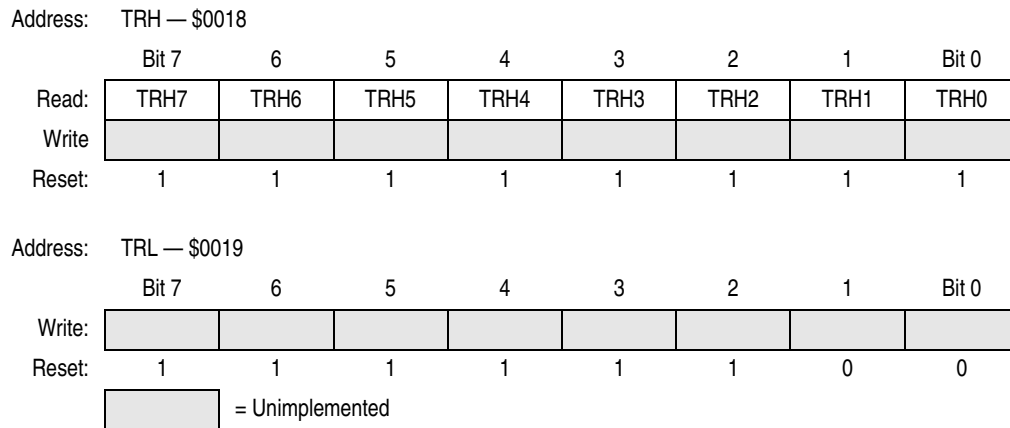 Address: TRH — $0018
Bit 7 6 5 4 3 2 1 Bit 0
Read: TRH7 TRH6 TRH5 TRH4 TRH3 TRH2 TRH1 TRH0
Write
Reset: 1 1 1 1 1 1 1 1
Address: TRL — $0019
Bit 7 6 5 4 3 2 1 Bit 0
Write:
Reset: 1 1 1 1 1 1 0 0
= Unimplemented